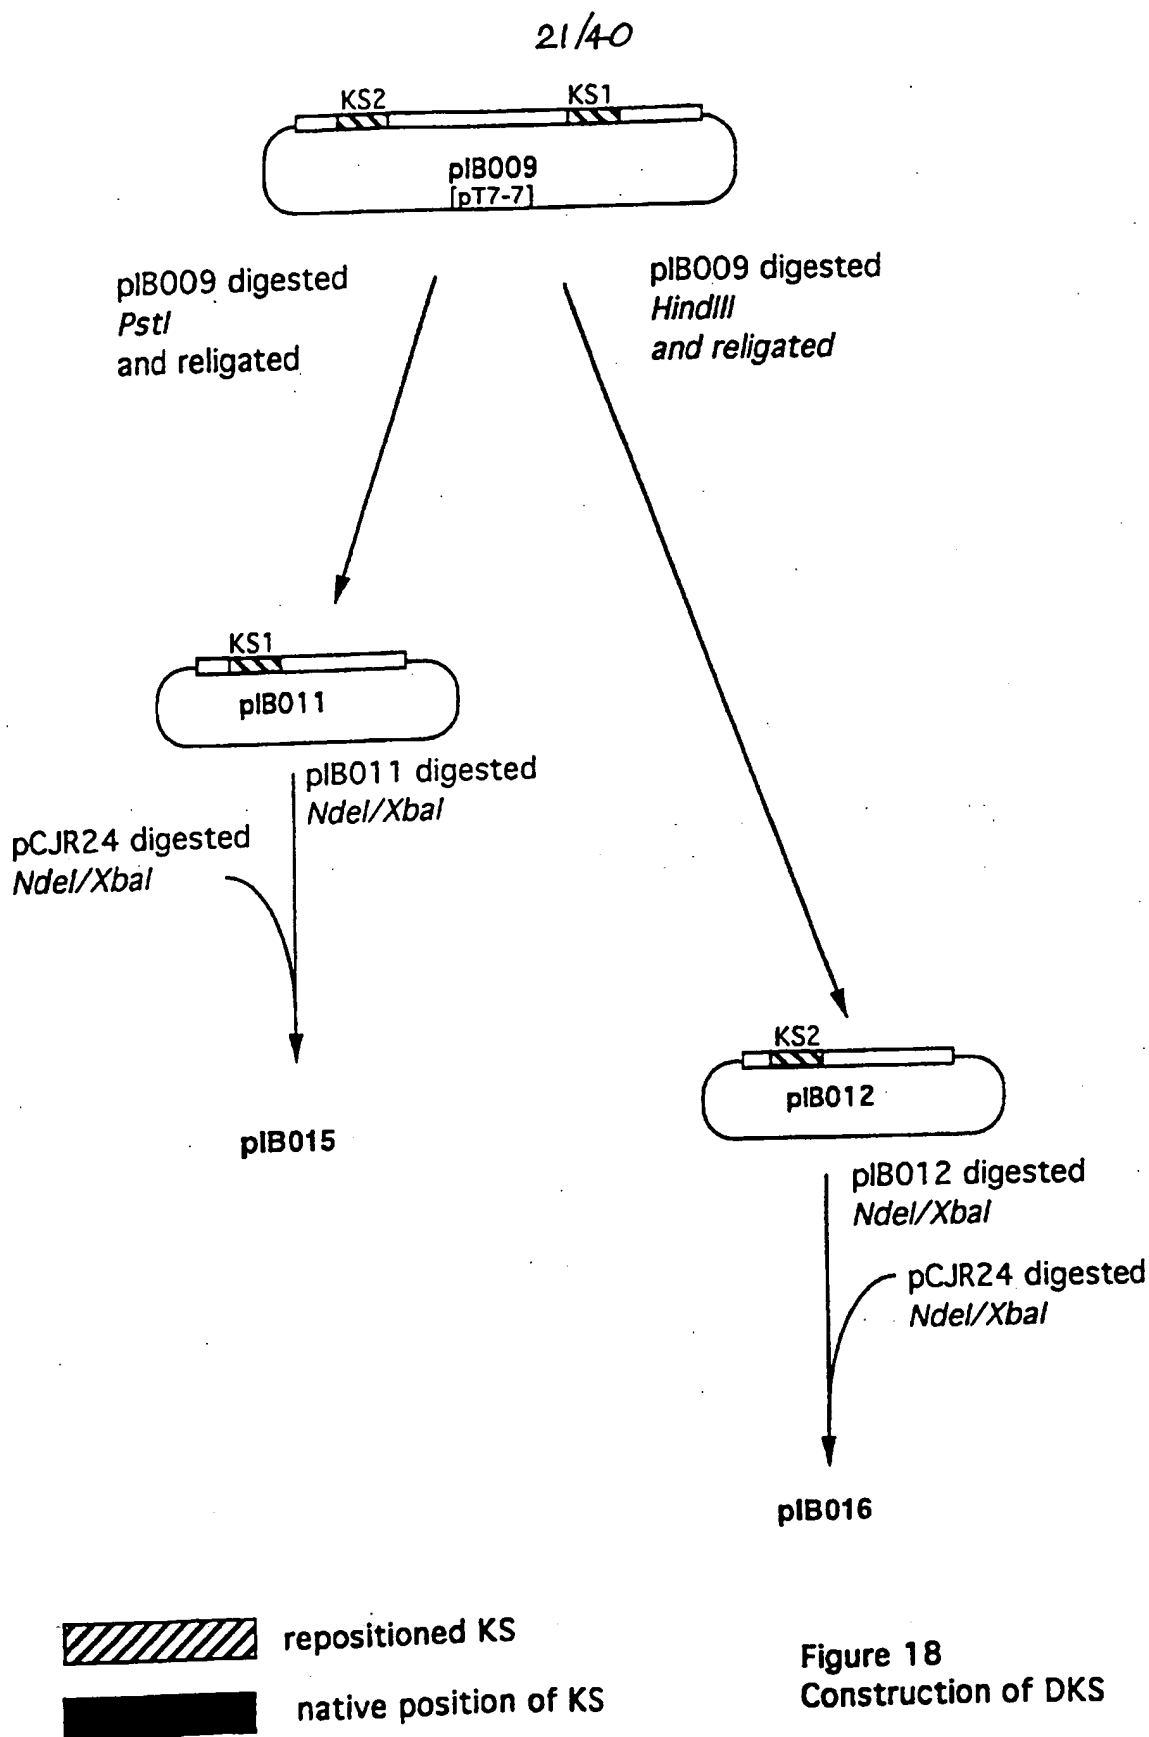 21/40
KS2
KS1
pIB009
[pT7-7]
pIB009 digested
PstI
and religated
pIB009 digested
HindIII
and religated
KS1
pIB011
pIB011 digested
NdeI/XbaI
pCJR24 digested
NdeI/XbaI
pIB015
KS2
pIB012
pIB012 digested
NdeI/XbaI
pCJR24 digested
NdeI/XbaI
pIB016
repositioned KS
native position of KS
Figure 18
Construction of DKS